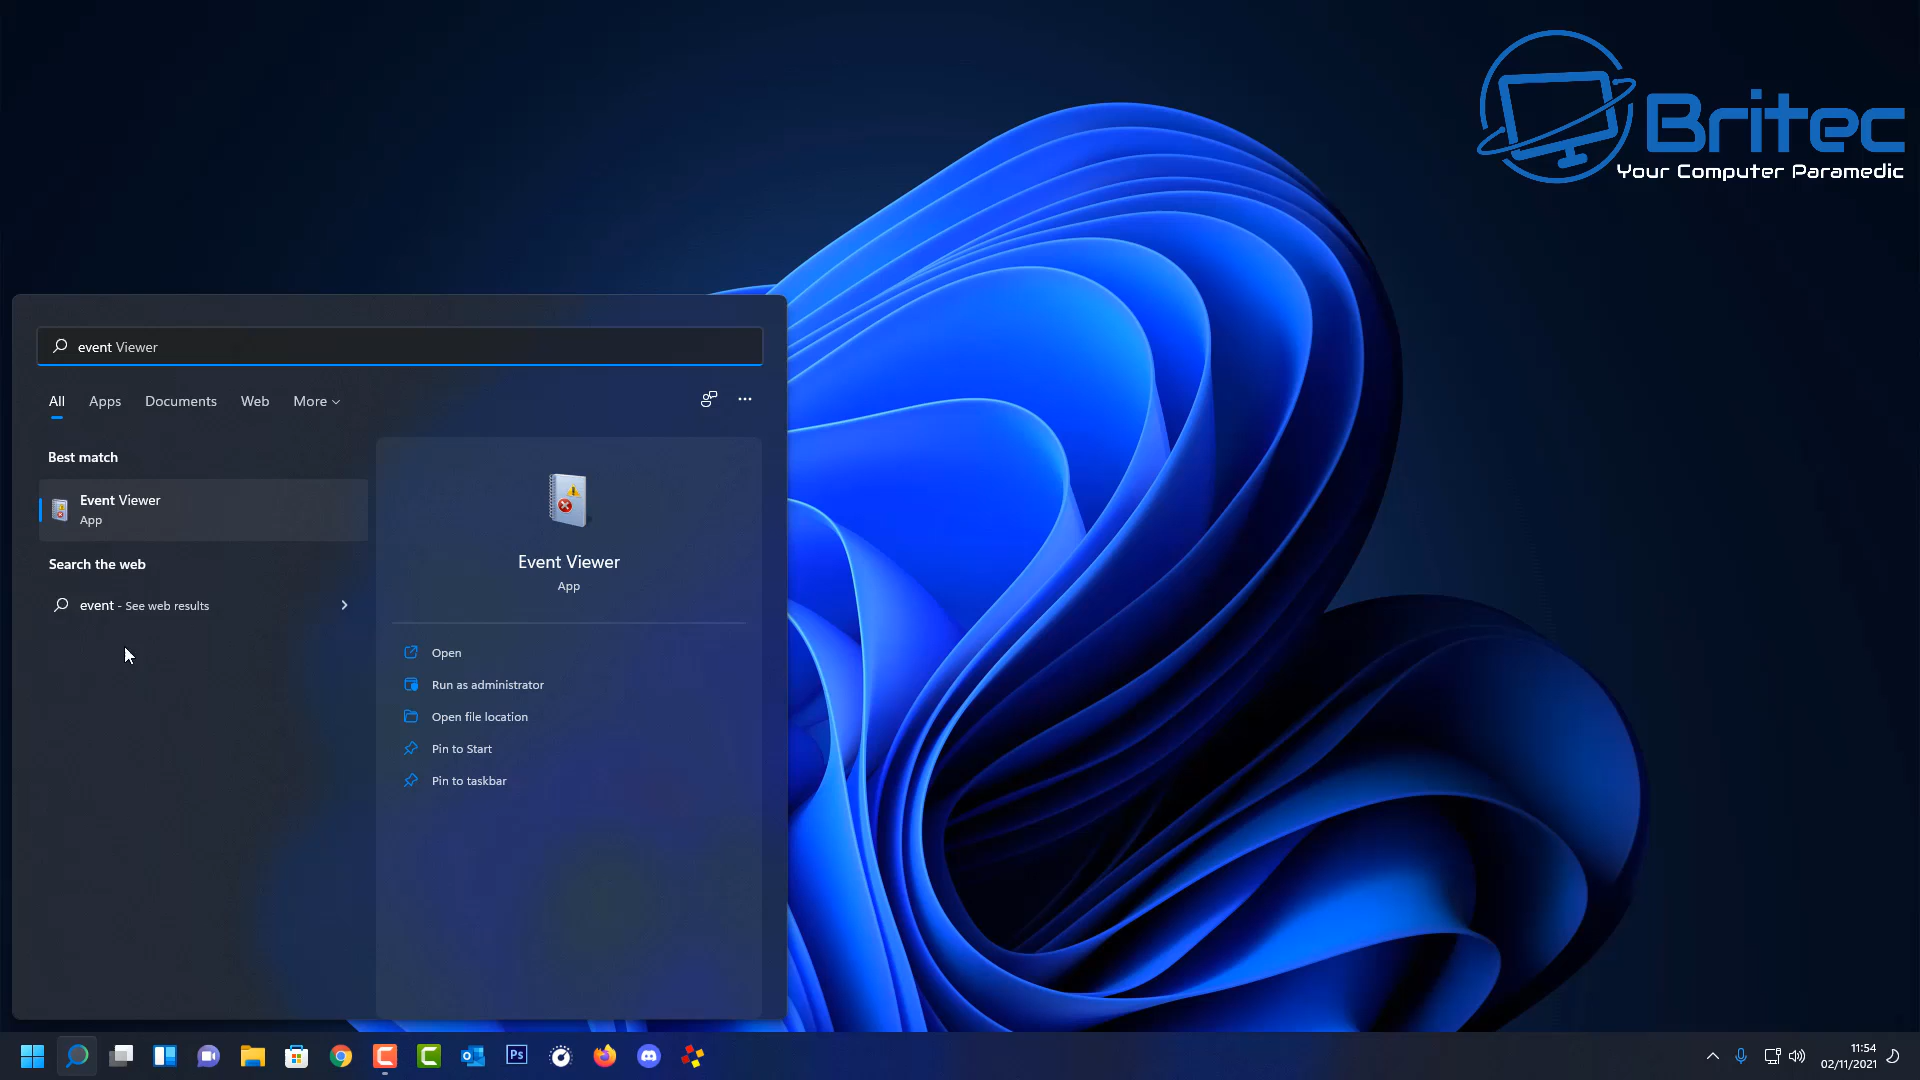 Britec
Your Computer Paramedic
event Viewer
All
Apps
Documents
Web
More
Best match
Event Viewer
App
Search the web
event - See web results
Event Viewer
App
Open
Run as administrator
Open file location
Pin to Start
Pin to taskbar
Ps
11:54
02/11/2021